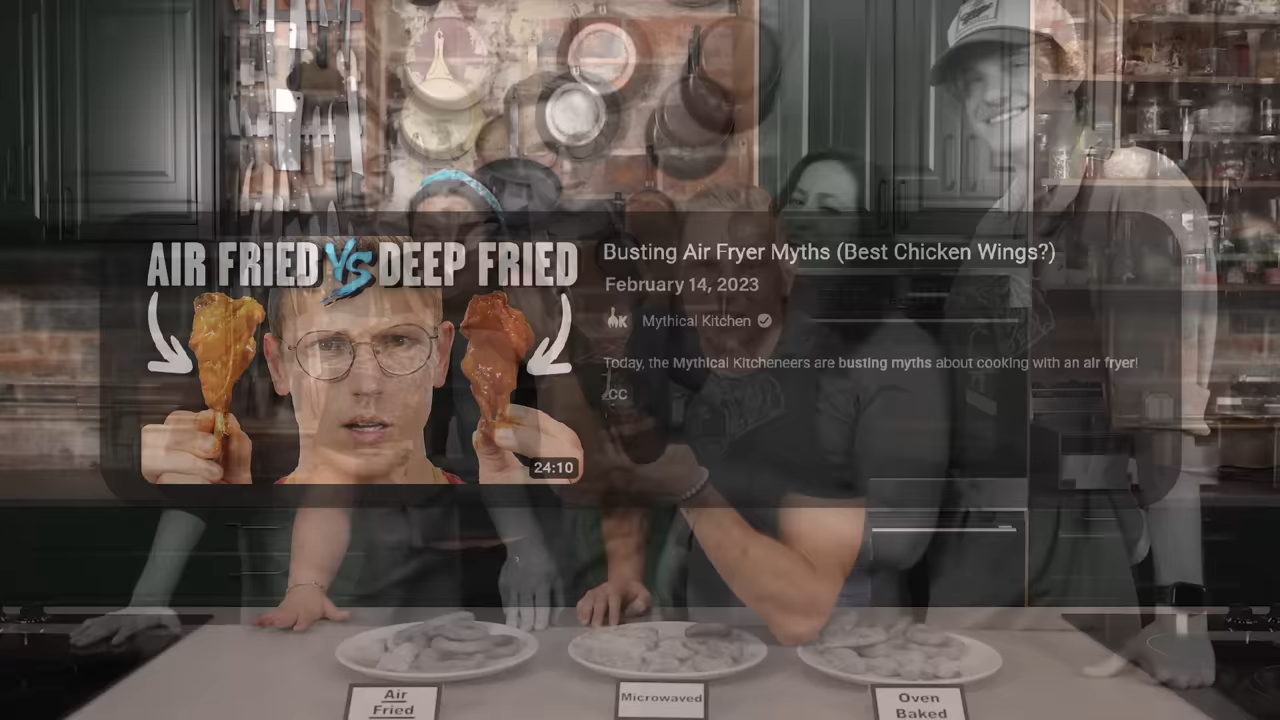 AIR FRIED VS DEEP FRIED
24:10
Busting Air Fryer Myths (Best Chicken Wings?)
February 14, 2023
MK Mythical Kitchen
Today, the Mythical Kitcheneers are busting myths about cooking with an air fryer!
CC
Air
Fried
Microwaved
Oven
Baked